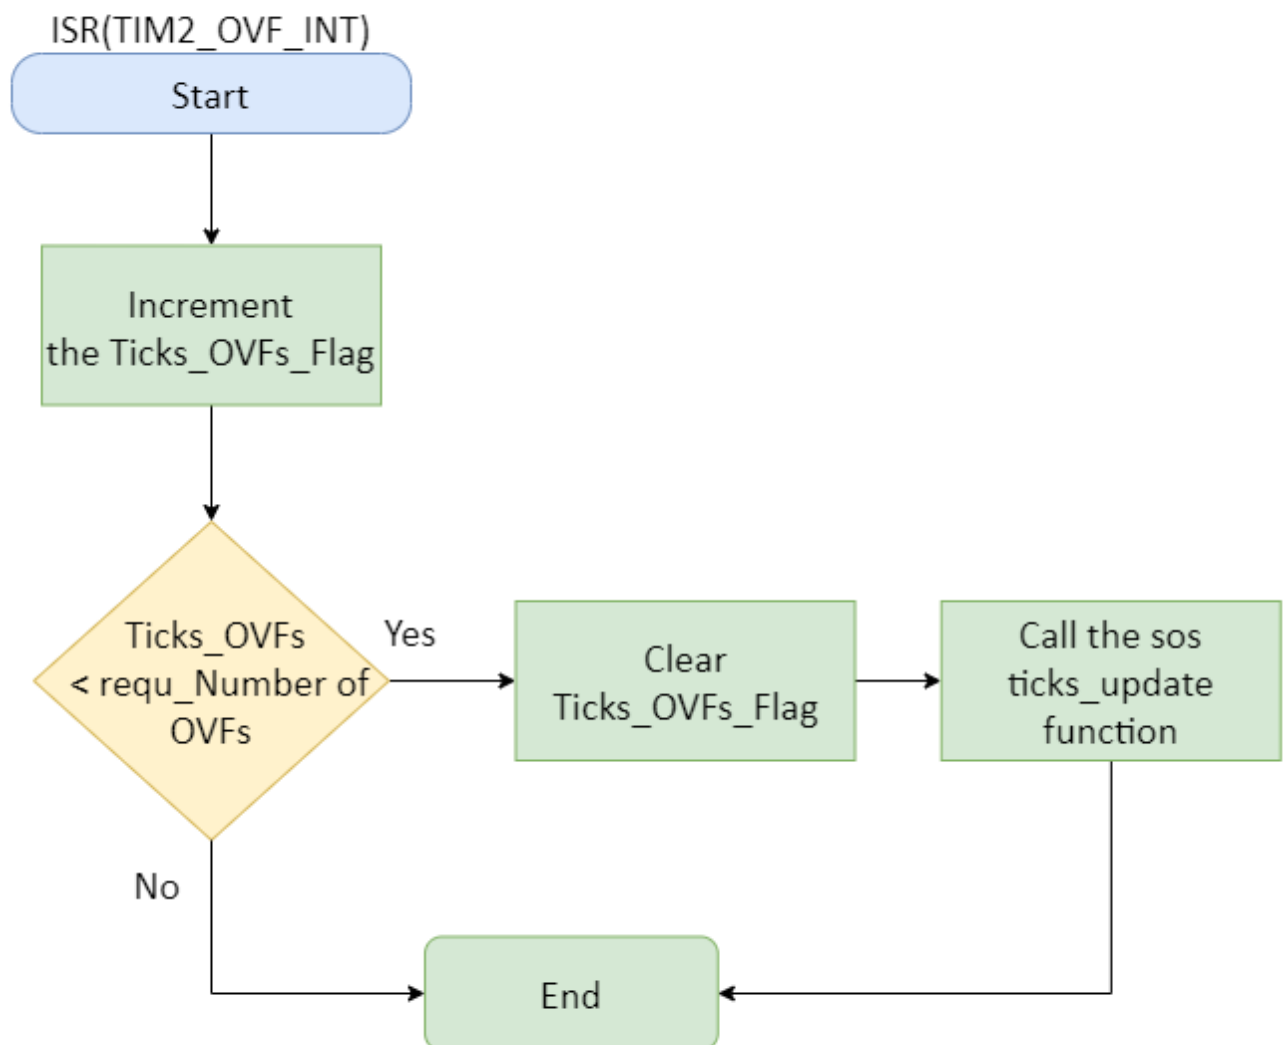 ISR(TIM2_OVF_INT)
Start
Increment
the Ticks_OVFs_Flag
Ticks_OVFs
< requ_Number of
OVFs
Yes
Clear
Ticks_OVFs_Flag
Call the sos
ticks_update
function
No
End